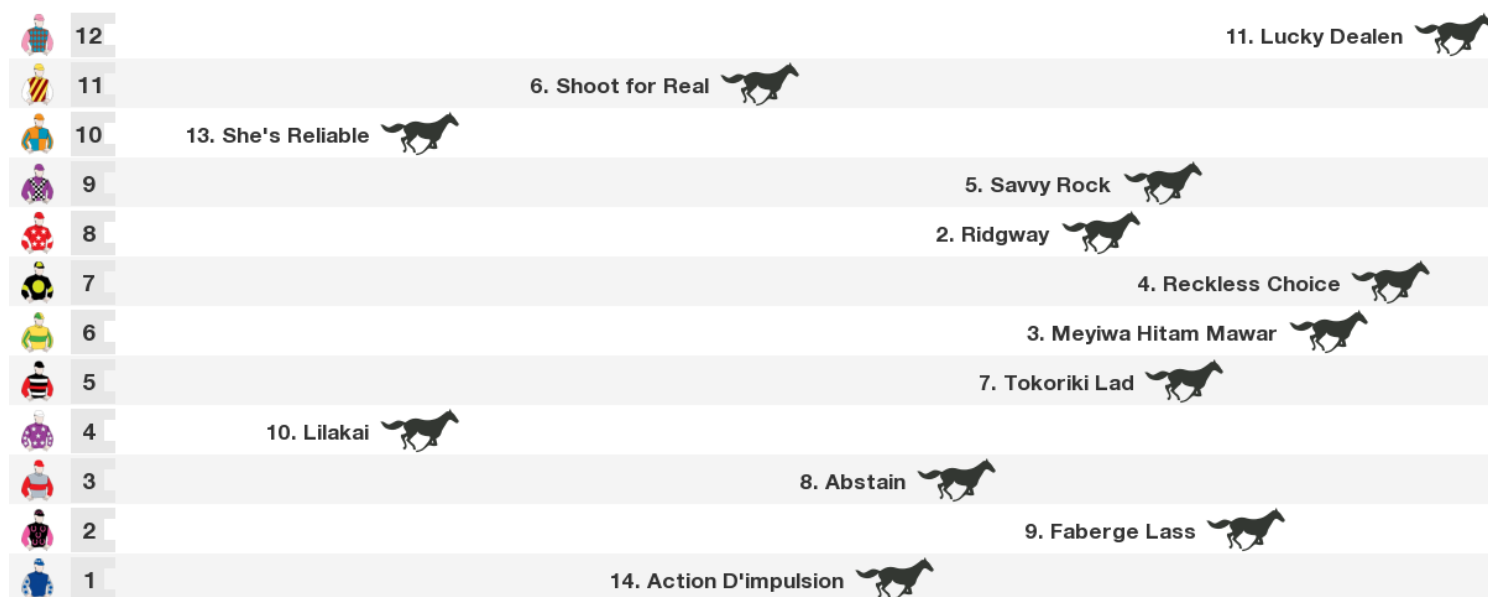 12 11. Lucky Dealen
11 6. Shoot for Real
10 13. She's Reliable
9 5. Savvy Rock
8 2. Ridgway
7 4. Reckless Choice
6 3. Meyiwa Hitam Mawar
5 7. Tokoriki Lad
4 10. Lilakai
3 8. Abstain
2 9. Faberge Lass
1 14. Action D'impulsion